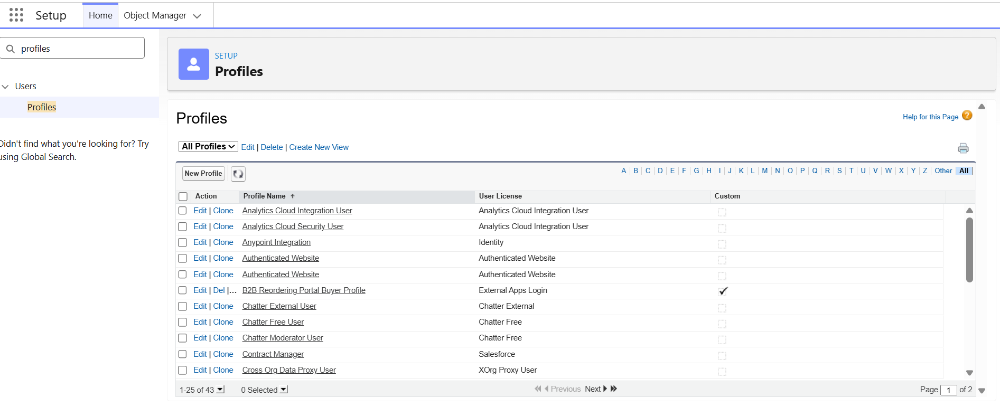 Setup Home Object Manager
profiles
SETUP
Profiles
Users
Profiles
Didn't find what you're looking for? Try
using Global Search.
Profiles
Help for this Page ?
All Profiles Edit | Delete | Create New View
New Profile
A | B | C | D | E | F | G | H | I | J | K | L | M | N | O | P | Q | R | S | T | U | V | W | X | Y | Z | Other | All
Action Profile Name ↑ User License Custom
Edit | Clone Analytics Cloud Integration User Analytics Cloud Integration User
Edit | Clone Analytics Cloud Security User Analytics Cloud Integration User
Edit | Clone Anypoint Integration Identity
Edit | Clone Authenticated Website Authenticated Website
Edit | Clone Authenticated Website Authenticated Website
Edit | Del |... B2B Reordering Portal Buyer Profile External Apps Login ✓
Edit | Clone Chatter External User Chatter External
Edit | Clone Chatter Free User Chatter Free
Edit | Clone Chatter Moderator User Chatter Free
Edit | Clone Contract Manager Salesforce
Edit | Clone Cross Org Data Proxy User XOrg Proxy User
1-25 of 43 0 Selected Previous Next Page 1 of 2